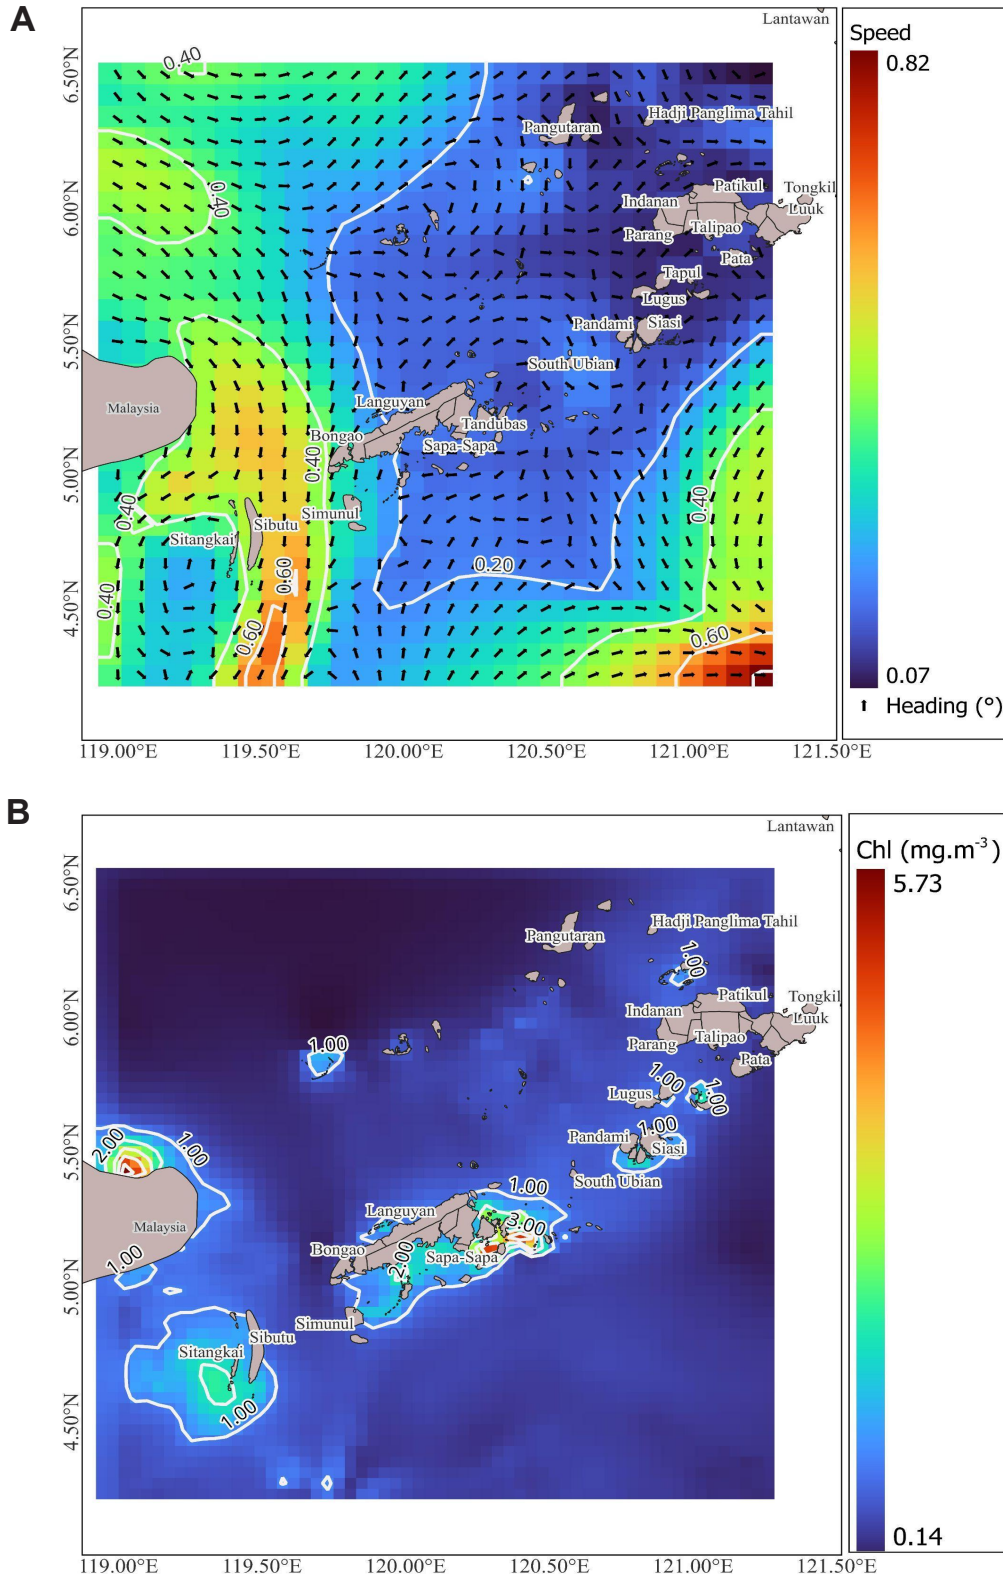 A
Lantawan
Speed
0.82
0.07
Heading (°)
6.50°N
6.00°N
5.50°N
5.00°N
4.50°N
0.40
Hadji Panglima Tahil
Pangutaran
0.40
Patikul
Tongkil
Indanan
Luuk
Parang
Talipao
Pata
Tapul
Lugus
Pandami
Siasi
South Ubian
Malaysia
Languyan
Tandubas
Bongao
Sapa-Sapa
0.40
0.40
0.40
Simunul
Sibutu
Sitangkai
0.20
0.60
0.40
0.60
0.60
119.00°E
119.50°E
120.00°E
120.50°E
121.00°E
121.50°E
B
Lantawan
Chl (mg.m-3)
5.73
0.14
6.50°N
6.00°N
5.50°N
5.00°N
4.50°N
Hadji Panglima Tahil
Pangutaran
1.00
Patikul
Tongkil
Indanan
Luuk
Parang
Talipao
1.00
Pata
Lugus
1.00
1.00
1.00
Pandami
Siasi
2.00
1.00
South Ubian
1.00
Malaysia
Languyan
3.00
Bongao
Sapa-Sapa
2.00
1.00
Simunul
Sibutu
Sitangkai
1.00
119.00°E
119.50°E
120.00°E
120.50°E
121.00°E
121.50°E